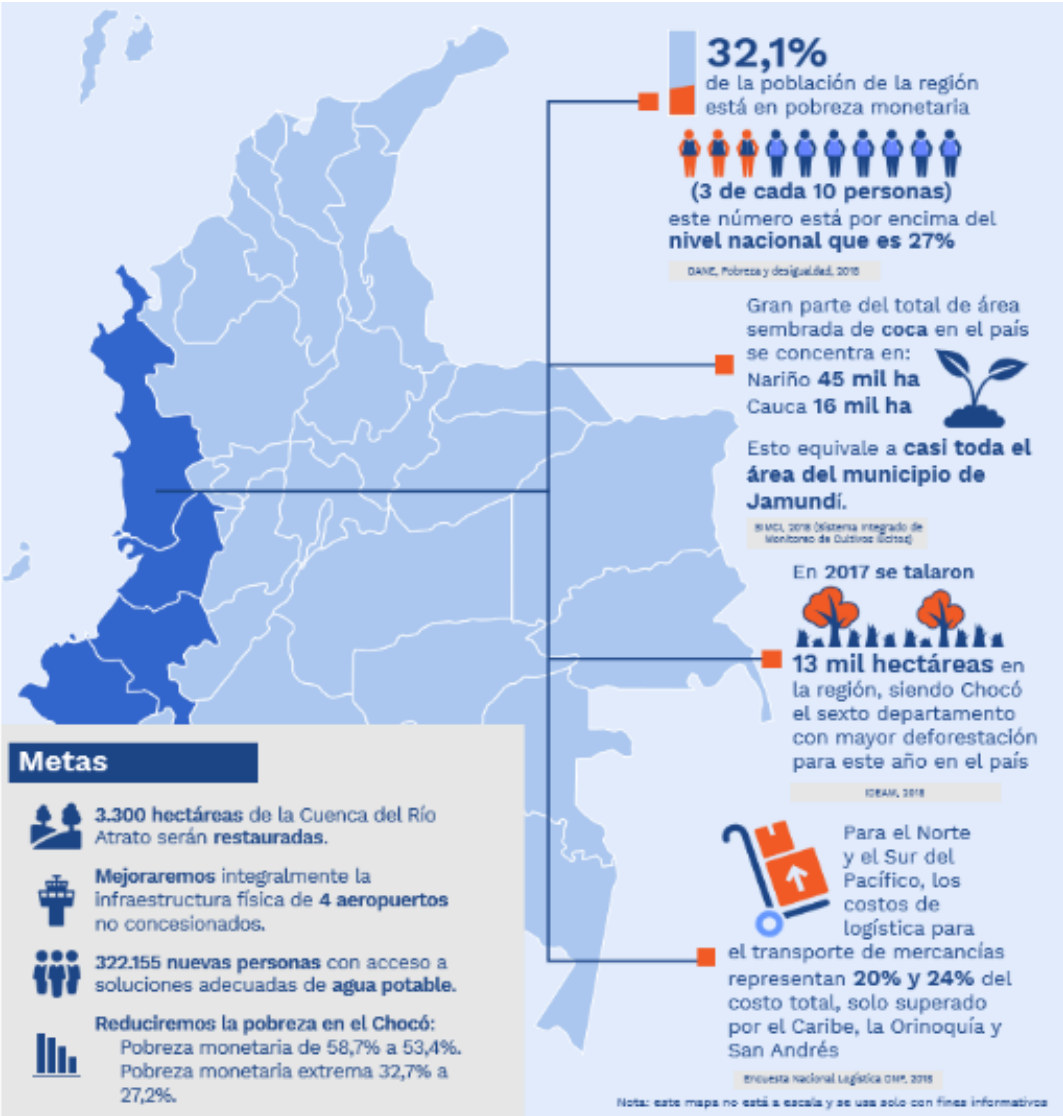 32,1%
de la población de la región
está en pobreza monetaria
(3 de cada 10 personas)
este número está por encima del
nivel nacional que es 27%
DANE, Pobreza y desigualdad, 2018
Gran parte del total de área
sembrada de coca en el país
se concentra en:
Nariño 45 mil ha
Cauca 16 mil ha
Esto equivale a casi toda el
área del municipio de
Jamundí.
SIMCI, 2018 (Sistema Integrado de
Monitoreo de Cultivos Ilícitos)
En 2017 se talaron
13 mil hectáreas en
la región, siendo Chocó
el sexto departamento
con mayor deforestación
para este año en el país
IDEAM, 2018
Para el Norte
y el Sur del
Pacífico, los
costos de
logística para
el transporte de mercancías
representan 20% y 24% del
costo total, solo superado
por el Caribe, la Orinoquía y
San Andrés
Encuesta Nacional Logística DNP, 2018
Nota: este mapa no está a escala y se usa solo con fines informativos
Metas
3.300 hectáreas de la Cuenca del Río
Atrato serán restauradas.
Mejoraremos integralmente la
infraestructura física de 4 aeropuertos
no concesionados.
322.155 nuevas personas con acceso a
soluciones adecuadas de agua potable.
Reduciremos la pobreza en el Chocó:
Pobreza monetaria de 58,7% a 53,4%.
Pobreza monetaria extrema 32,7% a
27,2%.